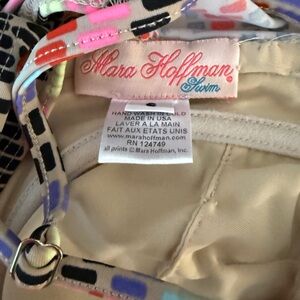 Mara Hoffman
Swim
HAND WASH IN COLD
MADE IN USA
LAVER A LA MAIN
FAIT AUX ETATS UNIS
www.marahoffman.com
RN 124749
all prints © Mara Hoffman, Inc.